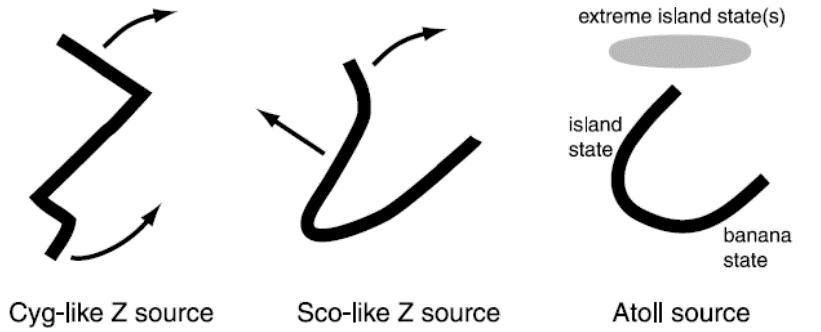 extreme island state(s)
island
state
banana
state
Cyg-like Z source
Sco-like Z source
Atoll source